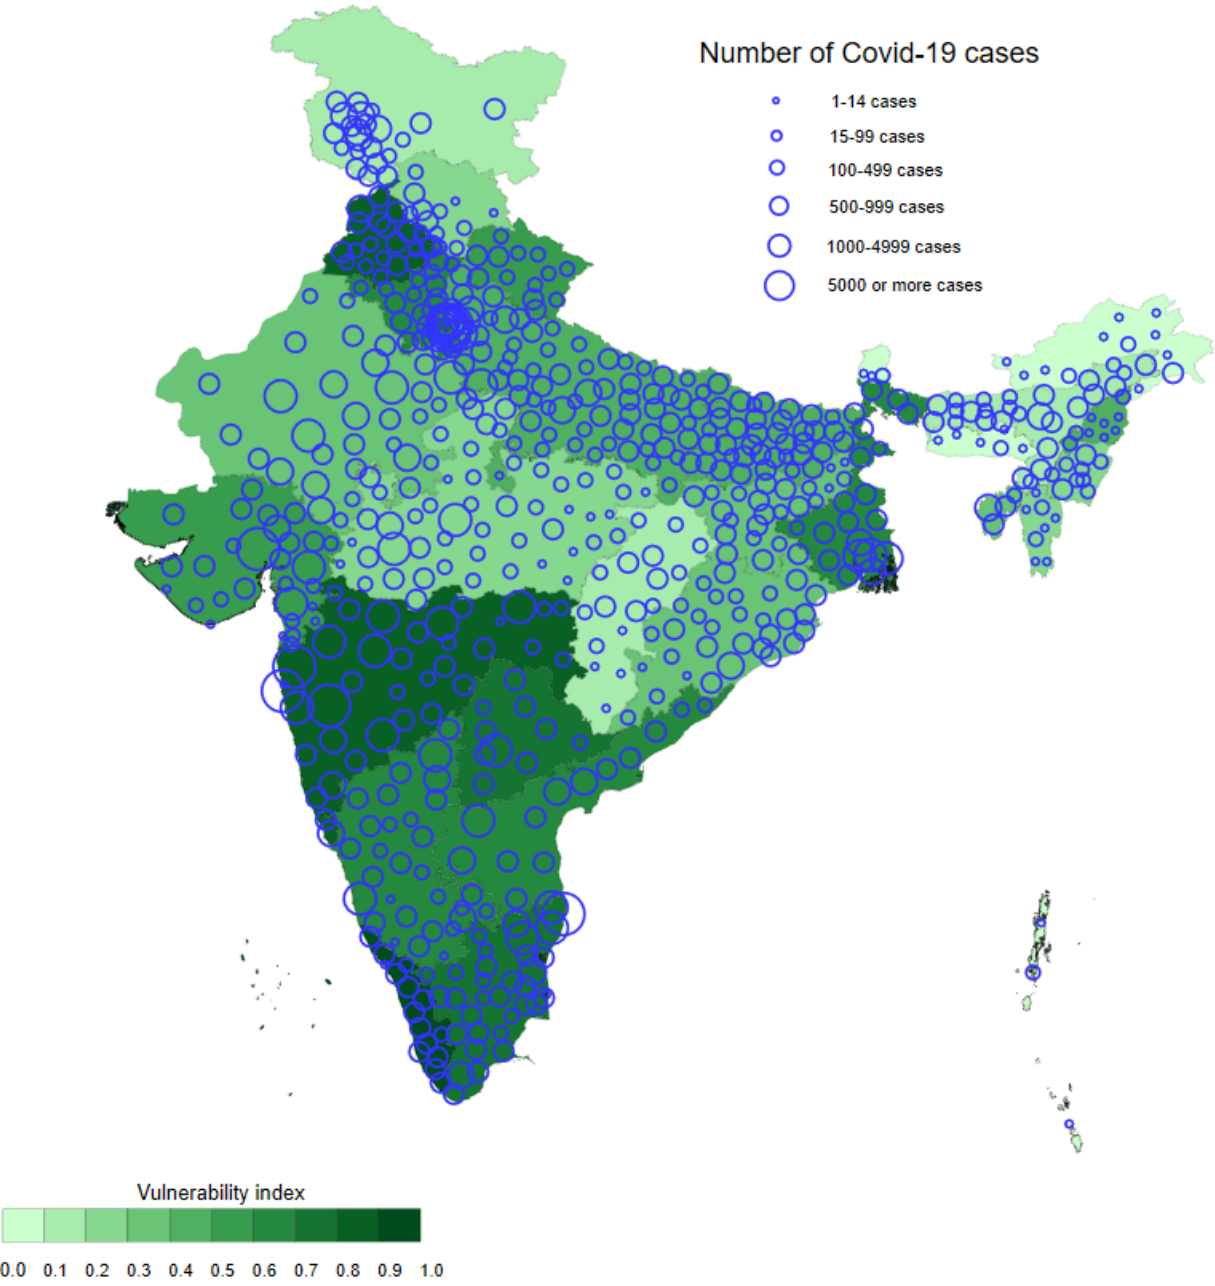 Number of Covid-19 cases
1-14 cases
15-99 cases
100-499 cases
500-999 cases
1000-4999 cases
5000 or more cases
Vulnerability index
0.0 0.1 0.2 0.3 0.4 0.5 0.6 0.7 0.8 0.9 1.0